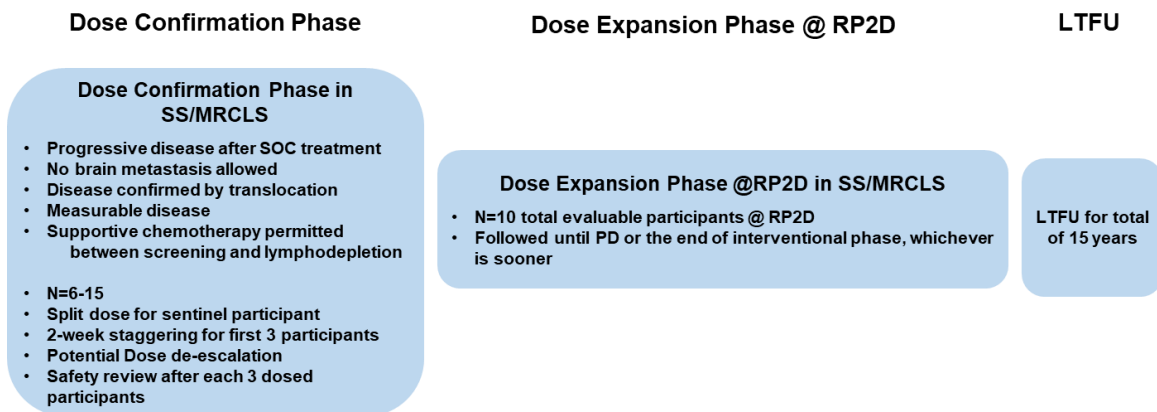 Dose Confirmation Phase
Dose Expansion Phase @ RP2D
LTFU
Dose Confirmation Phase in
SS/MRCLS
• Progressive disease after SOC treatment
• No brain metastasis allowed
• Disease confirmed by translocation
• Measurable disease
• Supportive chemotherapy permitted
between screening and lymphodepletion
• N=6-15
• Split dose for sentinel participant
• 2-week staggering for first 3 participants
• Potential Dose de-escalation
• Safety review after each 3 dosed
participants
Dose Expansion Phase @RP2D in SS/MRCLS
• N=10 total evaluable participants @ RP2D
• Followed until PD or the end of interventional phase, whichever
is sooner
LTFU for total
of 15 years